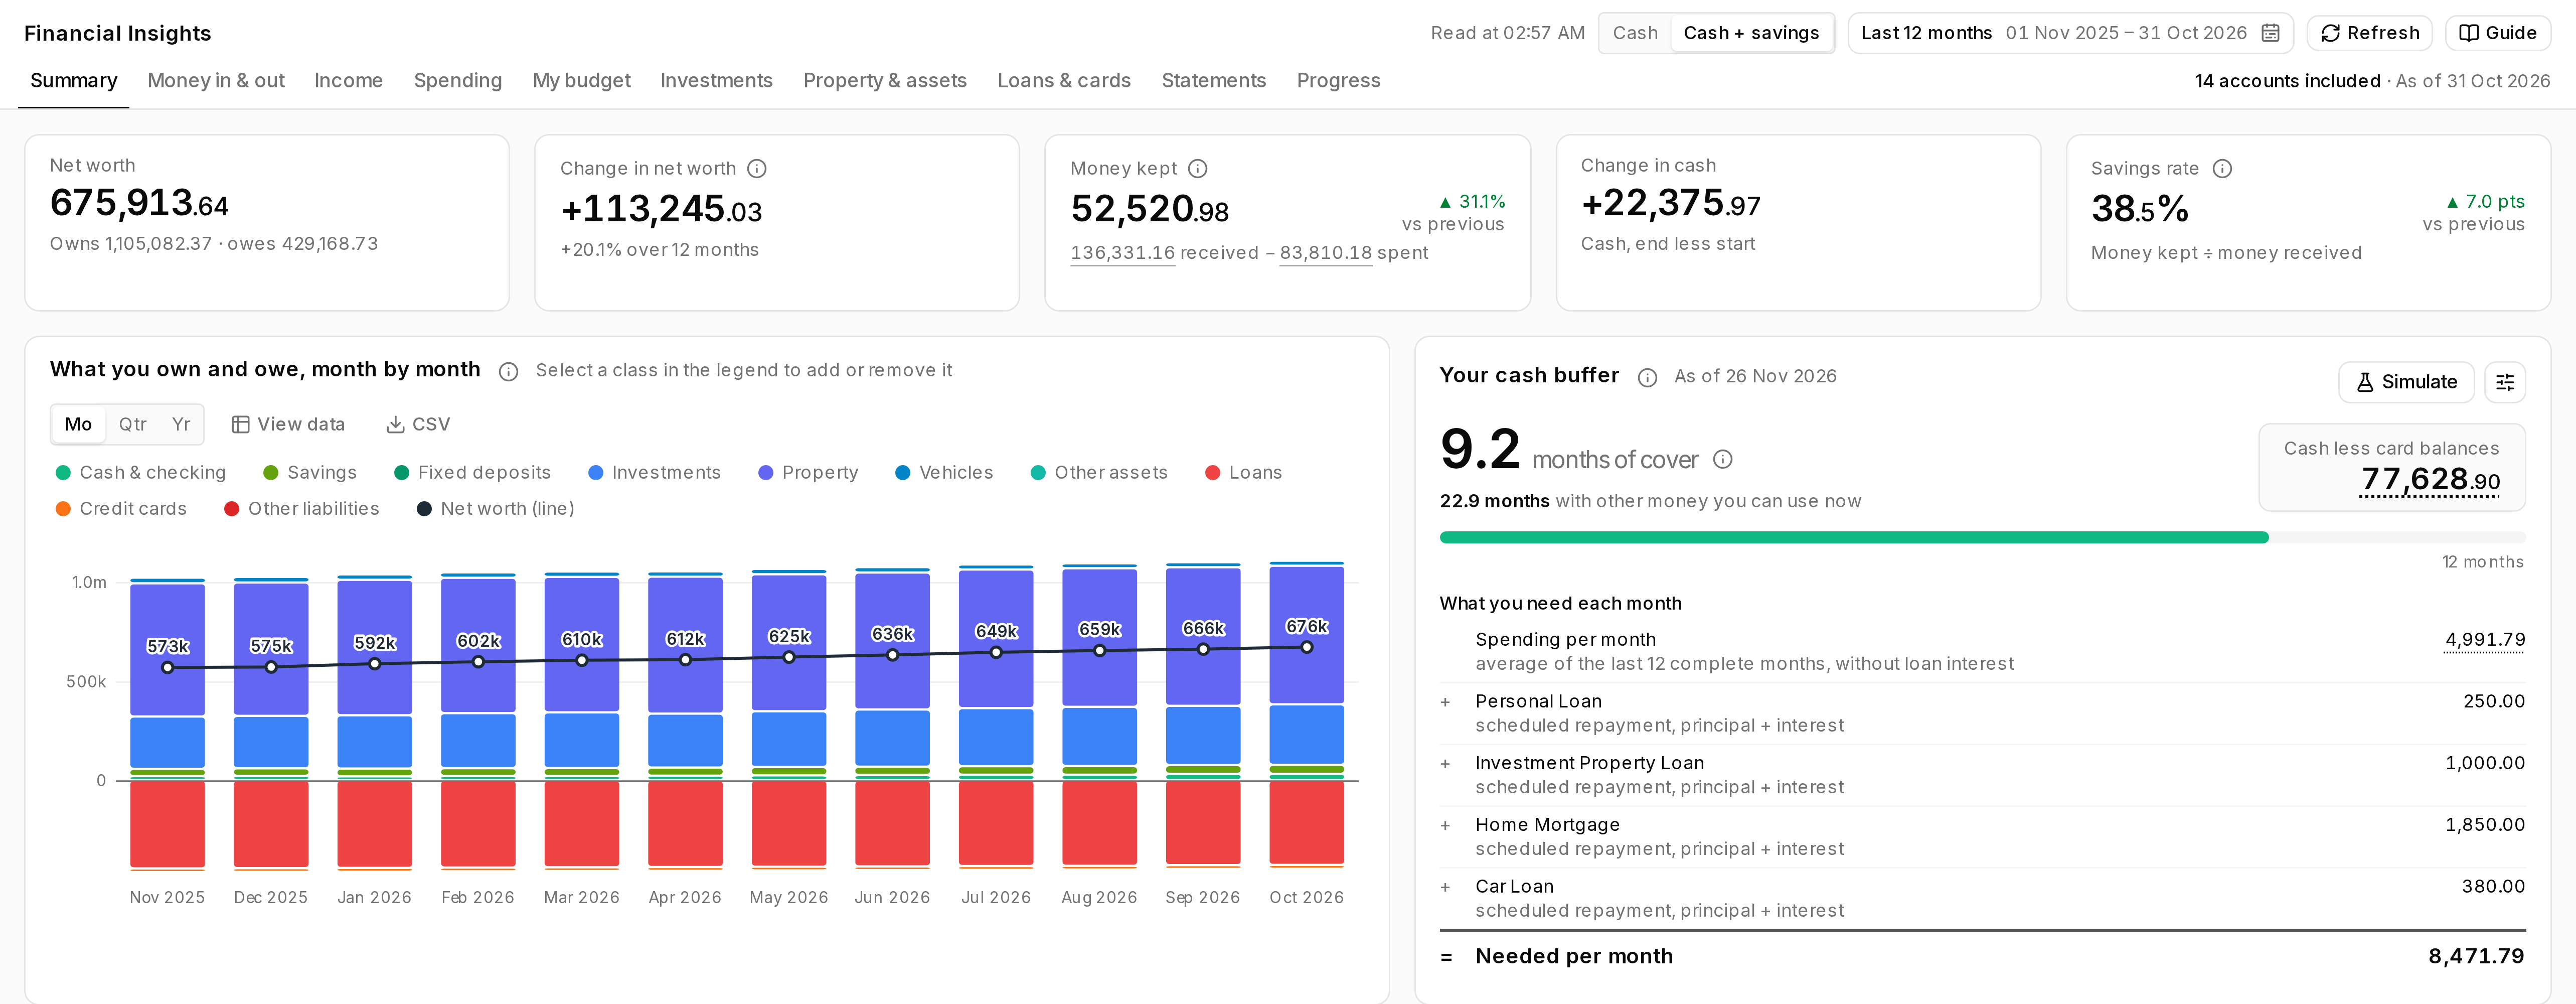 Financial Insights
Read at 02:57 AM
Cash
Cash + savings
Last 12 months 01 Nov 2025 – 31 Oct 2026
Refresh
Guide
Summary
Money in & out
Income
Spending
My budget
Investments
Property & assets
Loans & cards
Statements
Progress
14 accounts included · As of 31 Oct 2026
Net worth
675,913.64
Owns 1,105,082.37 · owes 429,168.73
Change in net worth
+113,245.03
+20.1% over 12 months
Money kept
52,520.98
▲ 31.1%
vs previous
136,331.16 received – 83,810.18 spent
Change in cash
+22,375.97
Cash, end less start
Savings rate
38.5%
▲ 7.0 pts
vs previous
Money kept ÷ money received
What you own and owe, month by month
Select a class in the legend to add or remove it
Mo
Qtr
Yr
View data
CSV
Cash & checking
Savings
Fixed deposits
Investments
Property
Vehicles
Other assets
Loans
Credit cards
Other liabilities
Net worth (line)
1.0m
500k
0
573k
575k
592k
602k
610k
612k
625k
636k
649k
659k
666k
676k
Nov 2025
Dec 2025
Jan 2026
Feb 2026
Mar 2026
Apr 2026
May 2026
Jun 2026
Jul 2026
Aug 2026
Sep 2026
Oct 2026
Your cash buffer
As of 26 Nov 2026
Simulate
9.2 months of cover
22.9 months with other money you can use now
Cash less card balances
77,628.90
12 months
What you need each month
Spending per month
4,991.79
average of the last 12 complete months, without loan interest
+ Personal Loan
250.00
scheduled repayment, principal + interest
+ Investment Property Loan
1,000.00
scheduled repayment, principal + interest
+ Home Mortgage
1,850.00
scheduled repayment, principal + interest
+ Car Loan
380.00
scheduled repayment, principal + interest
= Needed per month
8,471.79